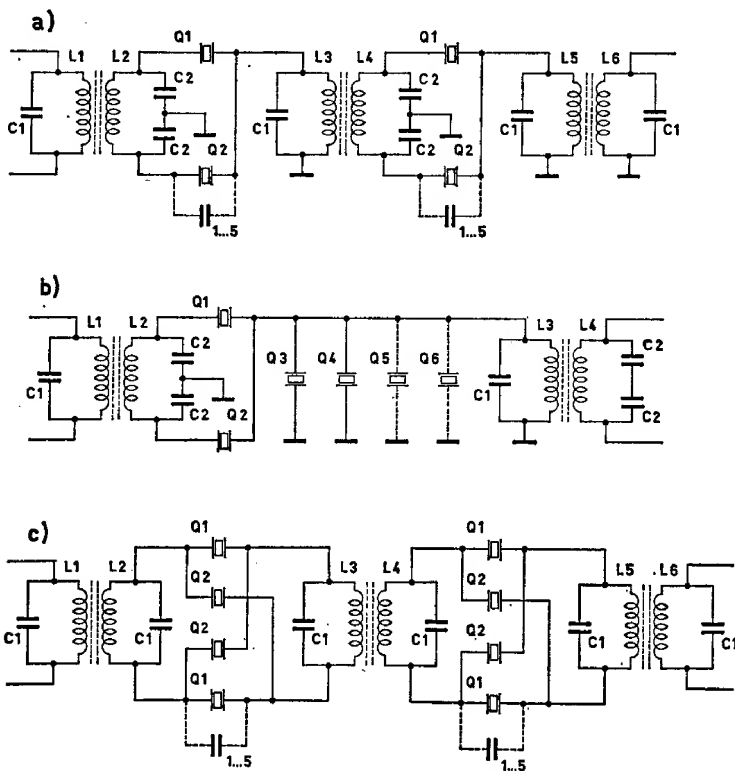 a)
Q1 Q1
L1 L2 L3 L4 L5 L6
C2 C2
C1 C1 C1 C1
C2 Q2 C2 Q2
1...5 1...5
b)
Q1
L1 L2 L3 L4
C2 C2
Q3 Q4 Q5 Q6
C1 C1
C2 Q2 C2
c)
Q1 Q1
L1 L2 L3 L4 L5 L6
Q2 Q2
C1 C1 C1 C1 C1 C1
Q2 Q2
Q1 Q1
1...5 1...5